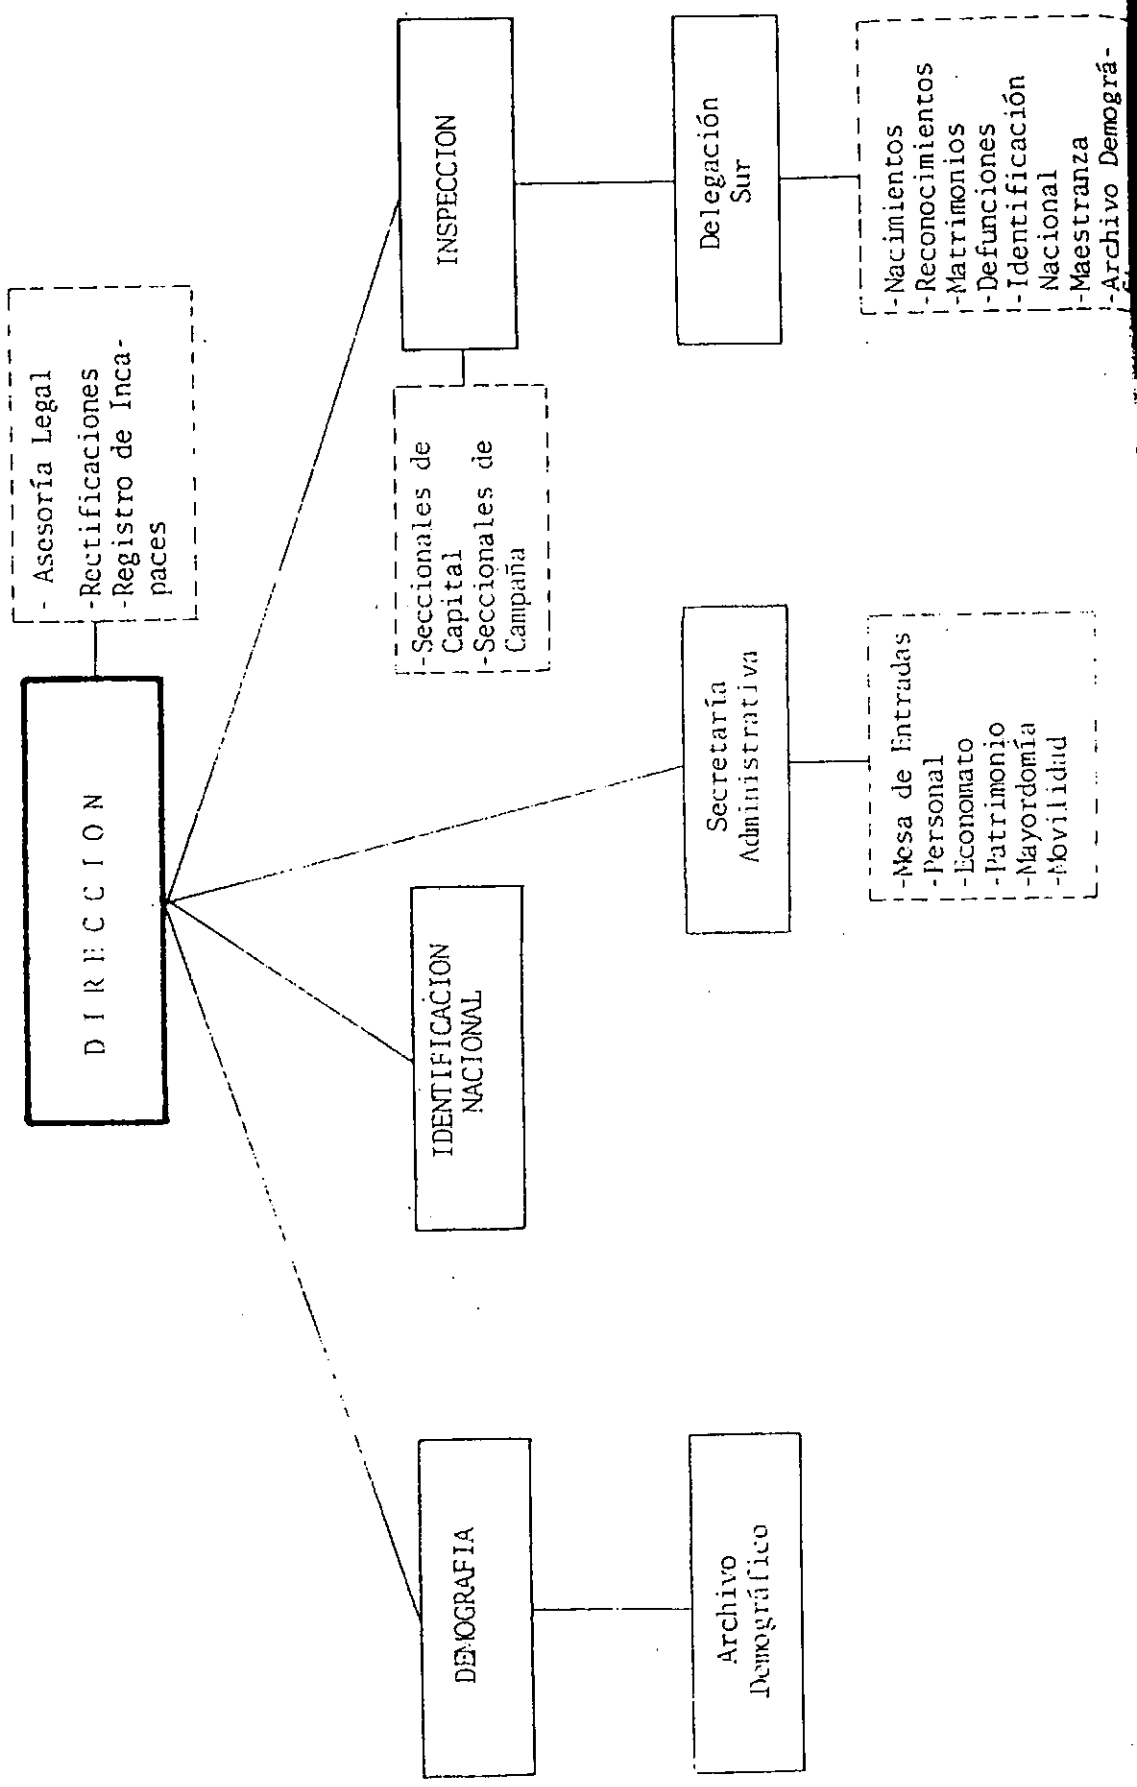 D I R E C C I O N
- Asesoría Legal
-Rectificaciones
-Registro de Inca-
paces
DEMOGRAFIA
IDENTIFICACION
NACIONAL
INSPECCION
-Seccionales de
Capital
-Seccionales de
Campaña
Archivo
Demográfico
Secretaría
Administrativa
Delegación
Sur
-Mesa de Entradas
-Personal
-Economato
-Patrimonio
-Mayordomía
-Movilidad
-Nacimientos
-Reconocimientos
-Matrimonios
-Defunciones
-Identificación
Nacional
-Maestranza
-Archivo Demográ-